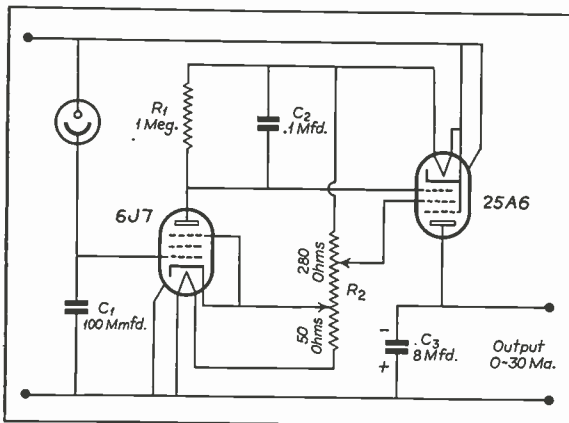 R1
1 Meg.
C2
.1 Mfd.
6J7
25A6
280
Ohms
R2
50
Ohms
C1
100 Mmfd.
-
C3
8 Mfd.
+
Output
0~30 Ma.